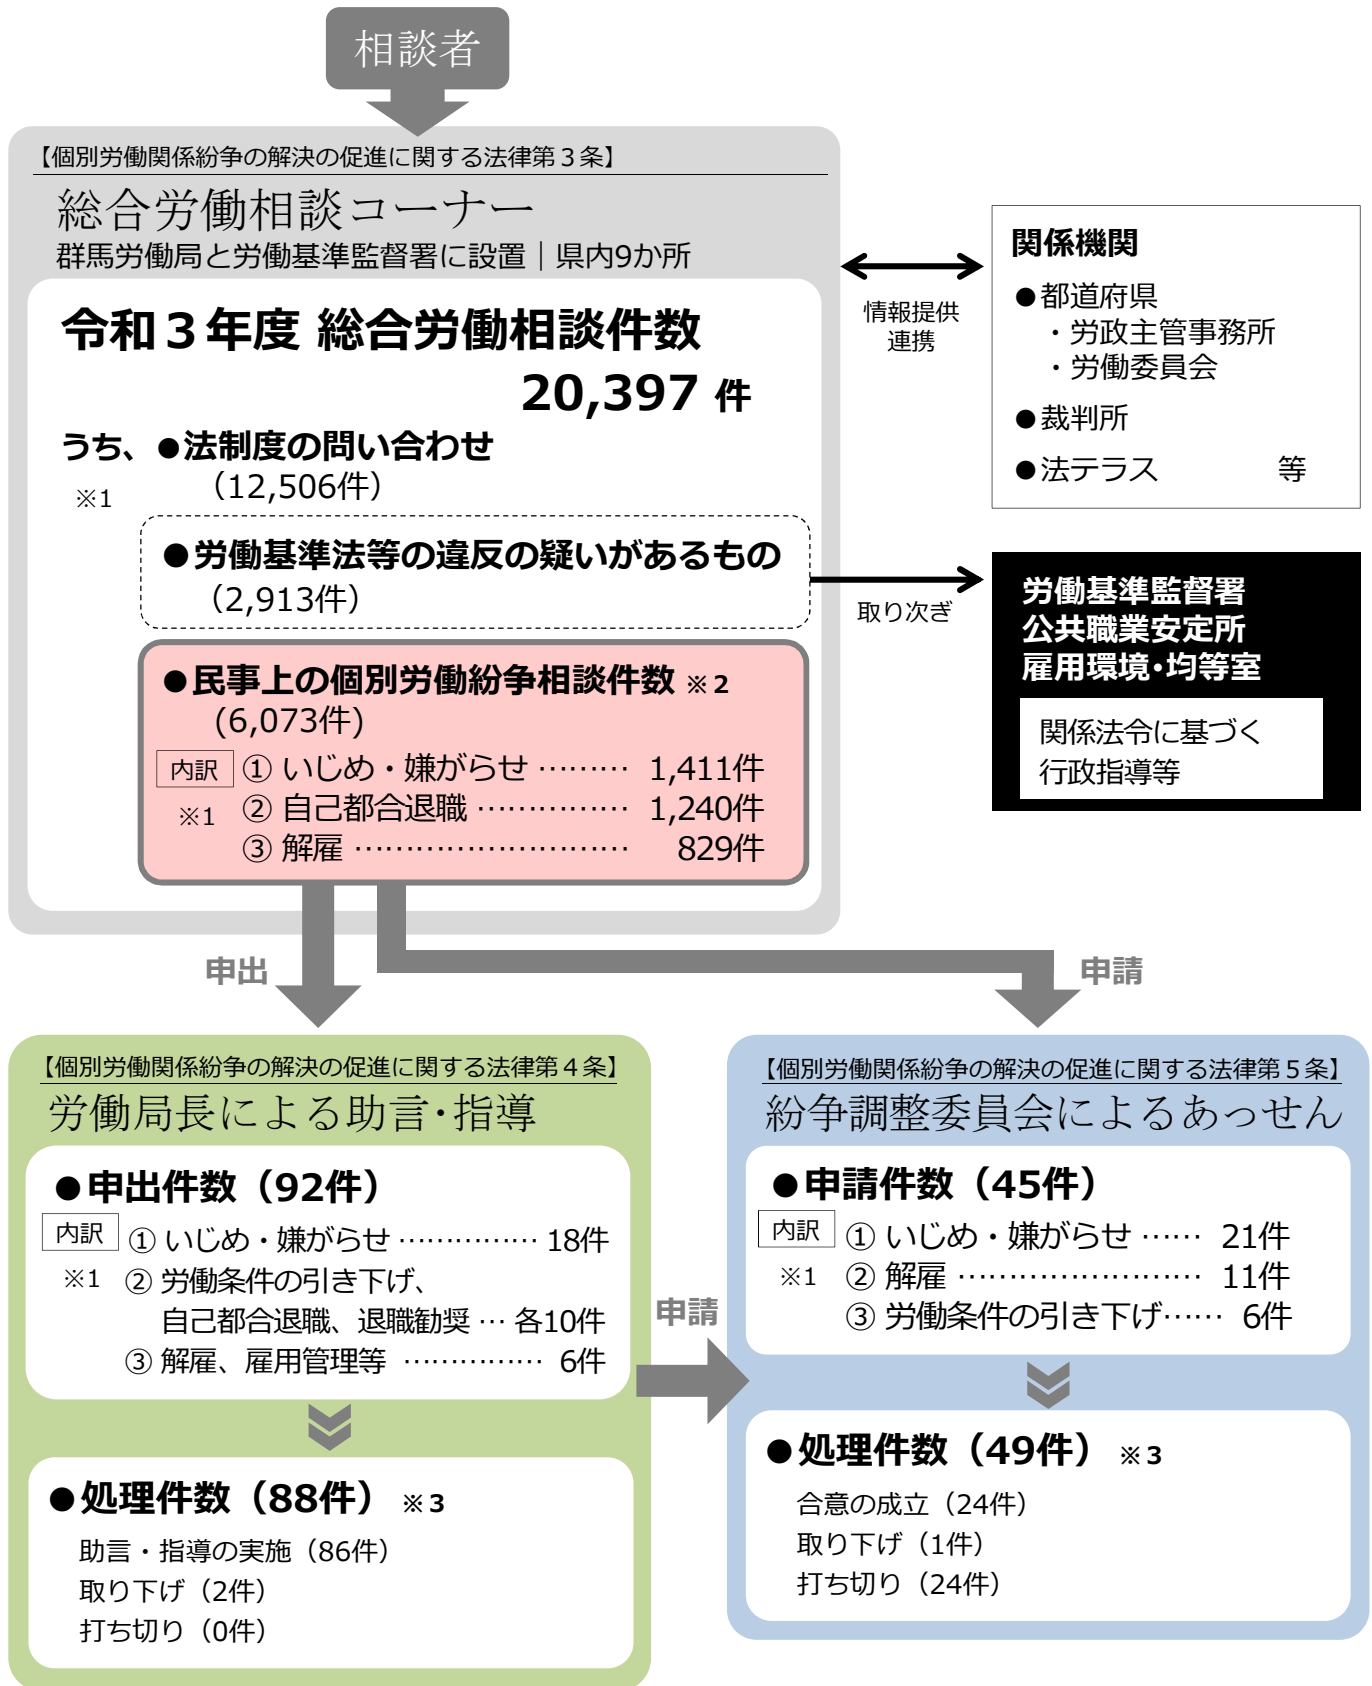 相談者
【個別労働関係紛争の解決の促進に関する法律第３条】
総合労働相談コーナー
群馬労働局と労働基準監督署に設置｜県内9か所
令和３年度 総合労働相談件数
20,397 件
うち、●法制度の問い合わせ
※1 （12,506件）
●労働基準法等の違反の疑いがあるもの
（2,913件）
●民事上の個別労働紛争相談件数 ※２
(6,073件)
内訳 ① いじめ・嫌がらせ ……… 1,411件
※1 ② 自己都合退職 …………… 1,240件
③ 解雇 ……………………… 829件
情報提供
連携
関係機関
●都道府県
・労政主管事務所
・労働委員会
●裁判所
●法テラス 等
取り次ぎ
労働基準監督署
公共職業安定所
雇用環境・均等室
関係法令に基づく
行政指導等
申出
申請
【個別労働関係紛争の解決の促進に関する法律第４条】
労働局長による助言・指導
●申出件数（92件）
内訳 ① いじめ・嫌がらせ …………… 18件
※1 ② 労働条件の引き下げ、
自己都合退職、退職勧奨 … 各10件
③ 解雇、雇用管理等 …………… 6件
●処理件数（88件） ※３
助言・指導の実施（86件）
取り下げ（2件）
打ち切り（0件）
申請
【個別労働関係紛争の解決の促進に関する法律第５条】
紛争調整委員会によるあっせん
●申請件数（45件）
内訳 ① いじめ・嫌がらせ …… 21件
※1 ② 解雇 …………………… 11件
③ 労働条件の引き下げ…… 6件
●処理件数（49件） ※３
合意の成立（24件）
取り下げ（1件）
打ち切り（24件）